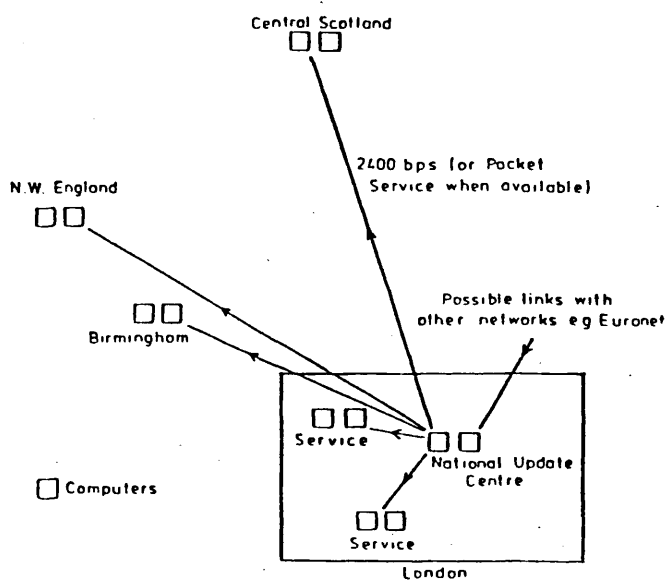 Central Scotland
2400 bps (or Packet
Service when available)
N.W. England
Possible links with
other networks eg Euronet
Birmingham
Service
National Update
Centre
Computers
Service
London